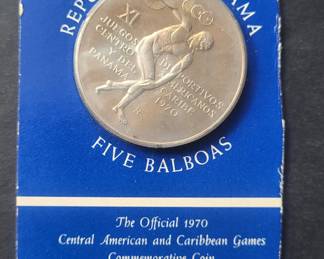 REPU AMA
XI
JUEGOS DEPORTIVOS
CENTROAMERICANOS
Y DEL CARIBE
PANAMA 1970
FIVE BALBOAS
The Official 1970
Central American and Caribbean Games
Commemorative Coin